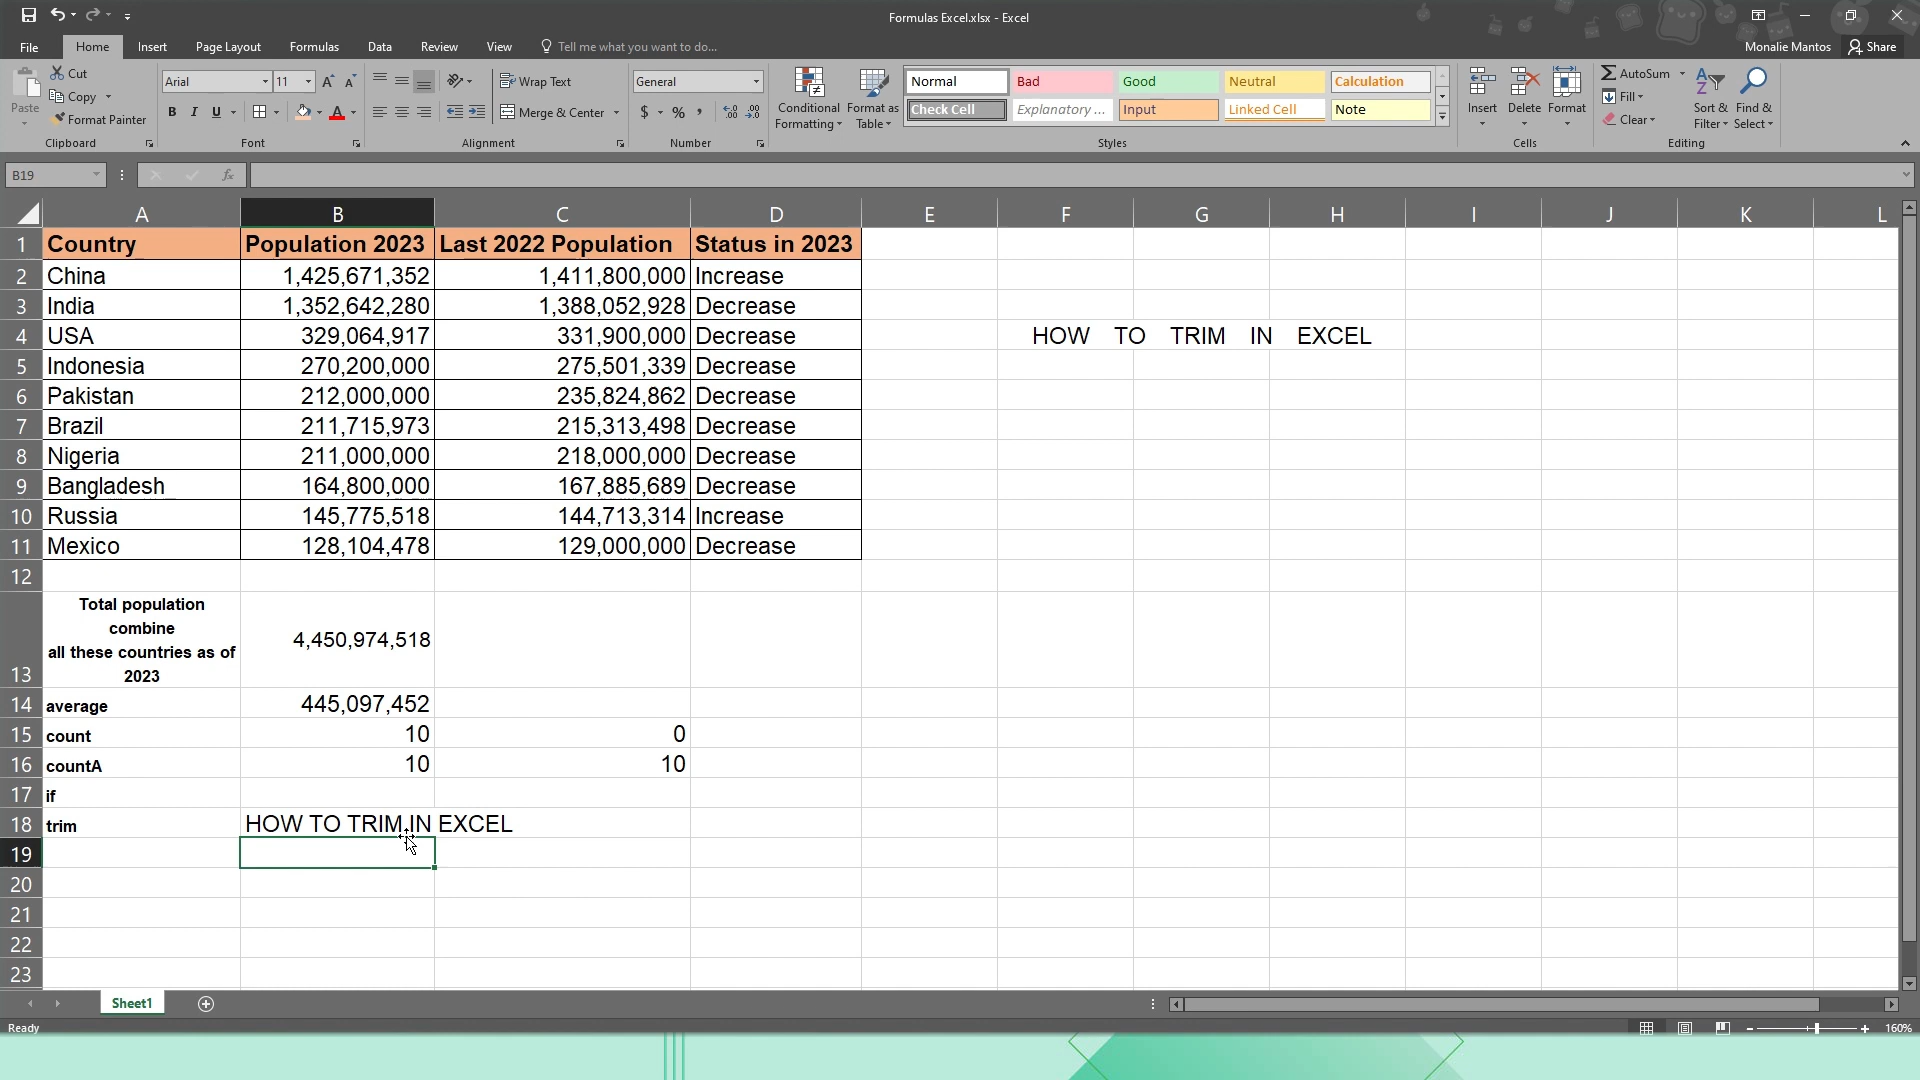 Formulas Excel.xlsx - Excel
File Home Insert Page Layout Formulas Data Review View Tell me what you want to do... Monalie Mantos Share
Paste Cut Copy Format Painter
Clipboard
Arial 11
B I U A
Font
Wrap Text
Merge & Center
Alignment
General
$ % ,
Number
Conditional Formatting Format as Table
Normal Bad Good Neutral Calculation
Check Cell Explanatory ... Input Linked Cell Note
Styles
Insert Delete Format
Cells
AutoSum Fill Clear Sort & Filter Find & Select
Editing
B19 fx
A B C D E F G H I J K L
1 Country Population 2023 Last 2022 Population Status in 2023
2 China 1,425,671,352 1,411,800,000 Increase
3 India 1,352,642,280 1,388,052,928 Decrease
4 USA 329,064,917 331,900,000 Decrease HOW TO TRIM IN EXCEL
5 Indonesia 270,200,000 275,501,339 Decrease
6 Pakistan 212,000,000 235,824,862 Decrease
7 Brazil 211,715,973 215,313,498 Decrease
8 Nigeria 211,000,000 218,000,000 Decrease
9 Bangladesh 164,800,000 167,885,689 Decrease
10 Russia 145,775,518 144,713,314 Increase
11 Mexico 128,104,478 129,000,000 Decrease
12
Total population
combine
all these countries as of
2023
13 4,450,974,518
14 average 445,097,452
15 count 10 0
16 countA 10 10
17 if
18 trim HOW TO TRIM IN EXCEL
19
20
21
22
23
Sheet1
Ready 160%